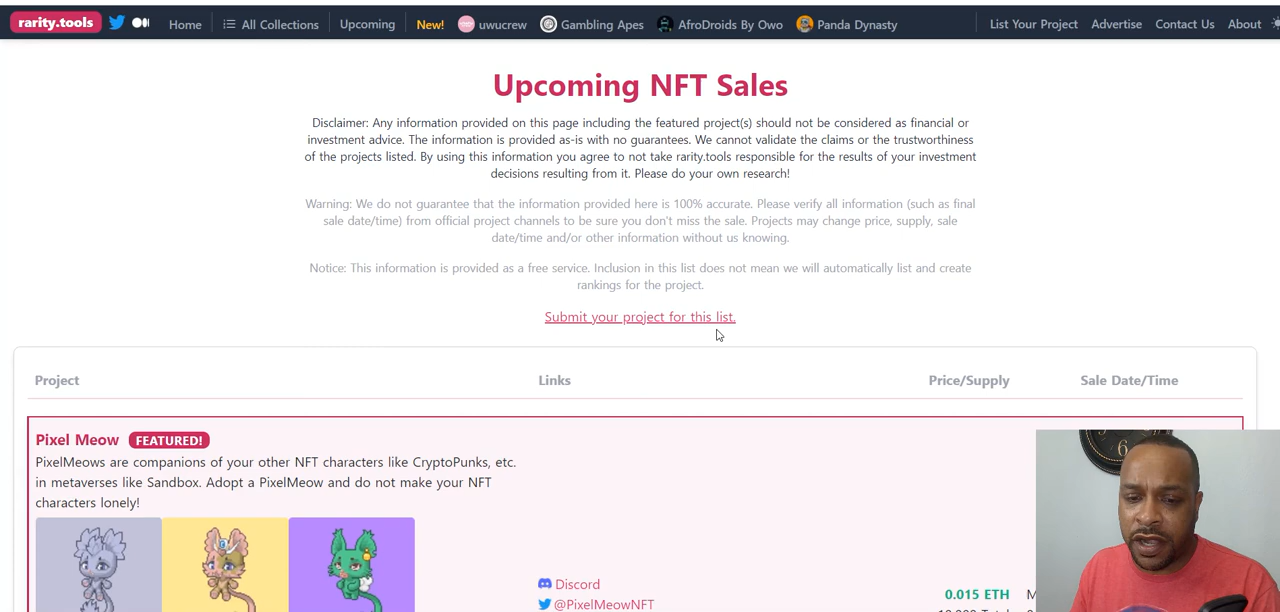 rarity.tools Home All Collections Upcoming New! uwucrew Gambling Apes AfroDroids By Owo Panda Dynasty List Your Project Advertise Contact Us About
Upcoming NFT Sales
Disclaimer: Any information provided on this page including the featured project(s) should not be considered as financial or
investment advice. The information is provided as-is with no guarantees. We cannot validate the claims or the trustworthiness
of the projects listed. By using this information you agree to not take rarity.tools responsible for the results of your investment
decisions resulting from it. Please do your own research!
Warning: We do not guarantee that the information provided here is 100% accurate. Please verify all information (such as final
sale date/time) from official project channels to be sure you don't miss the sale. Projects may change price, supply, sale
date/time and/or other information without us knowing.
Notice: This information is provided as a free service. Inclusion in this list does not mean we will automatically list and create
rankings for the project.
Submit your project for this list.
Project Links Price/Supply Sale Date/Time
Pixel Meow FEATURED!
PixelMeows are companions of your other NFT characters like CryptoPunks, etc.
in metaverses like Sandbox. Adopt a PixelMeow and do not make your NFT
characters lonely!
6
Discord
0.015 ETH
@PixelMeowNFT